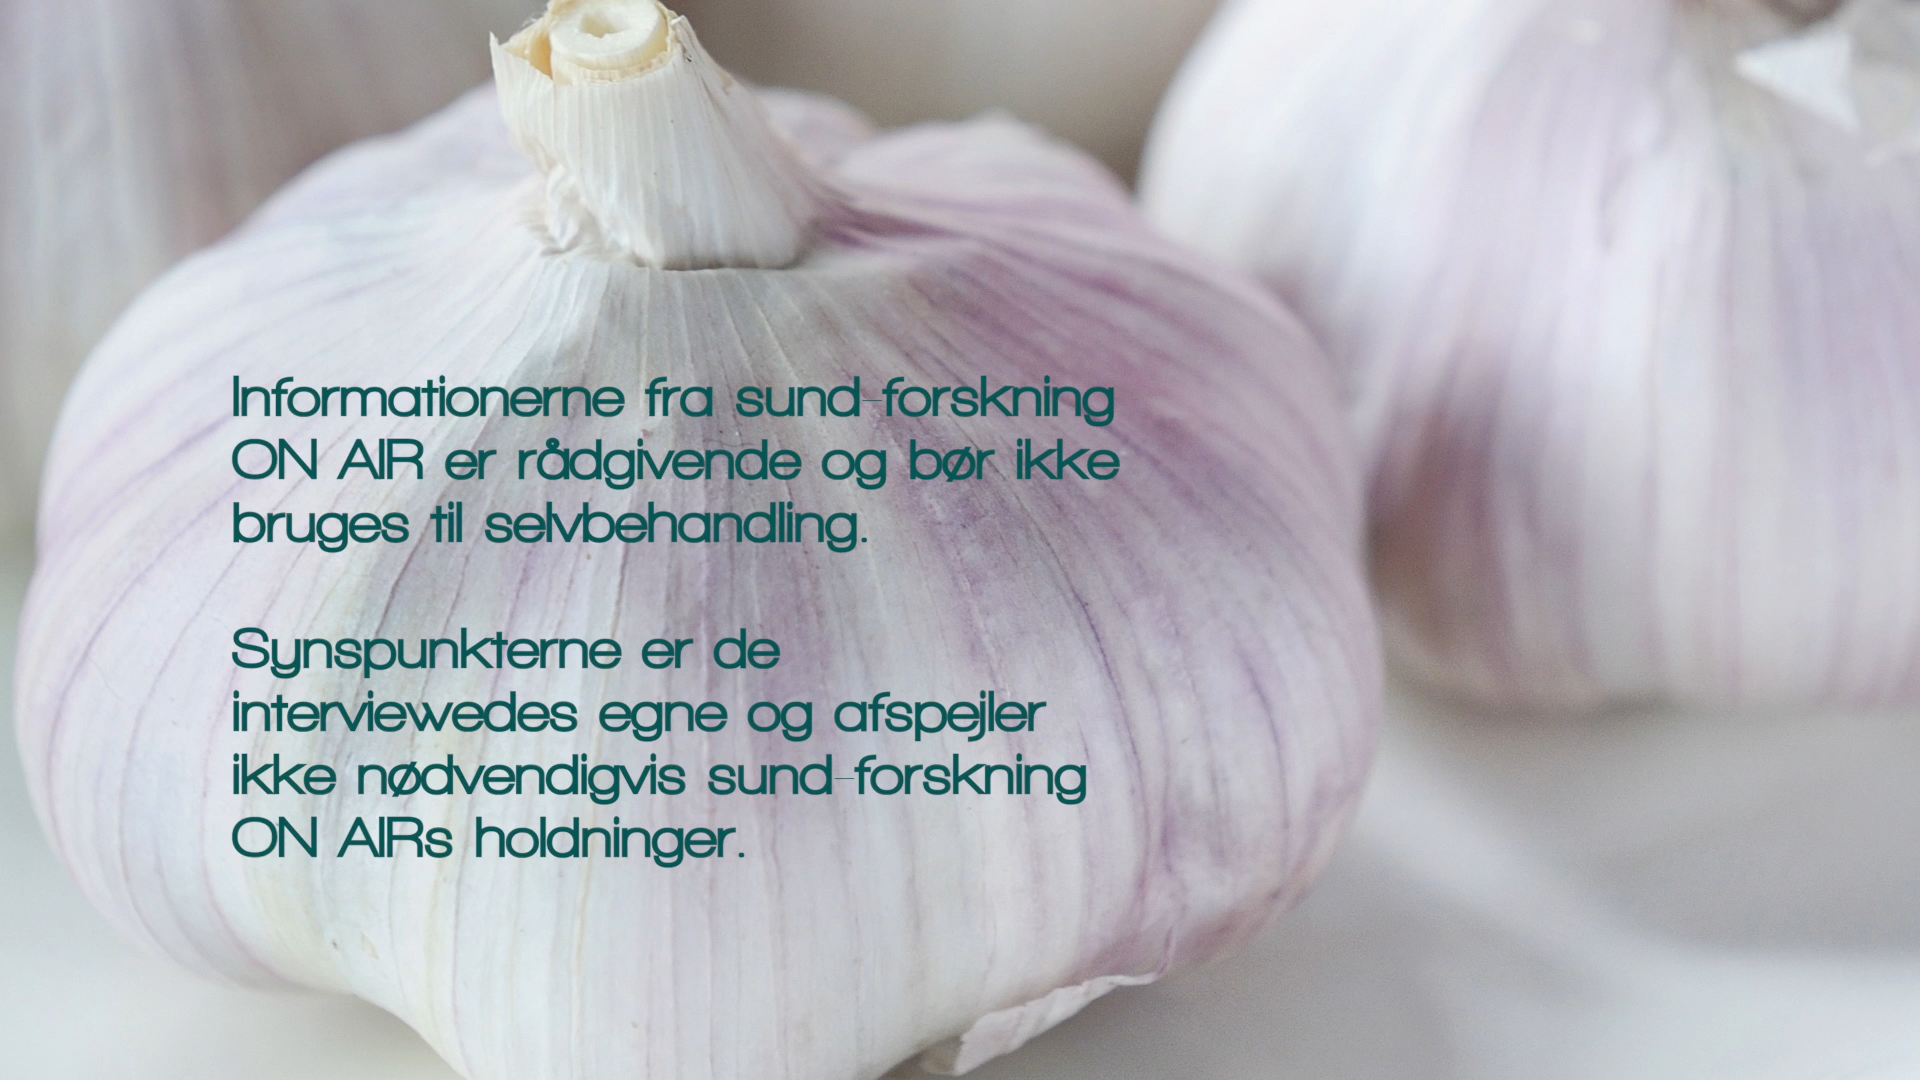 Informationerne fra sund-forskning
ON AIR er rådgivende og bør ikke
bruges til selvbehandling.
Synspunkterne er de
interviewedes egne og afspejler
ikke nødvendigvis sund-forskning
ON AIRs holdninger.